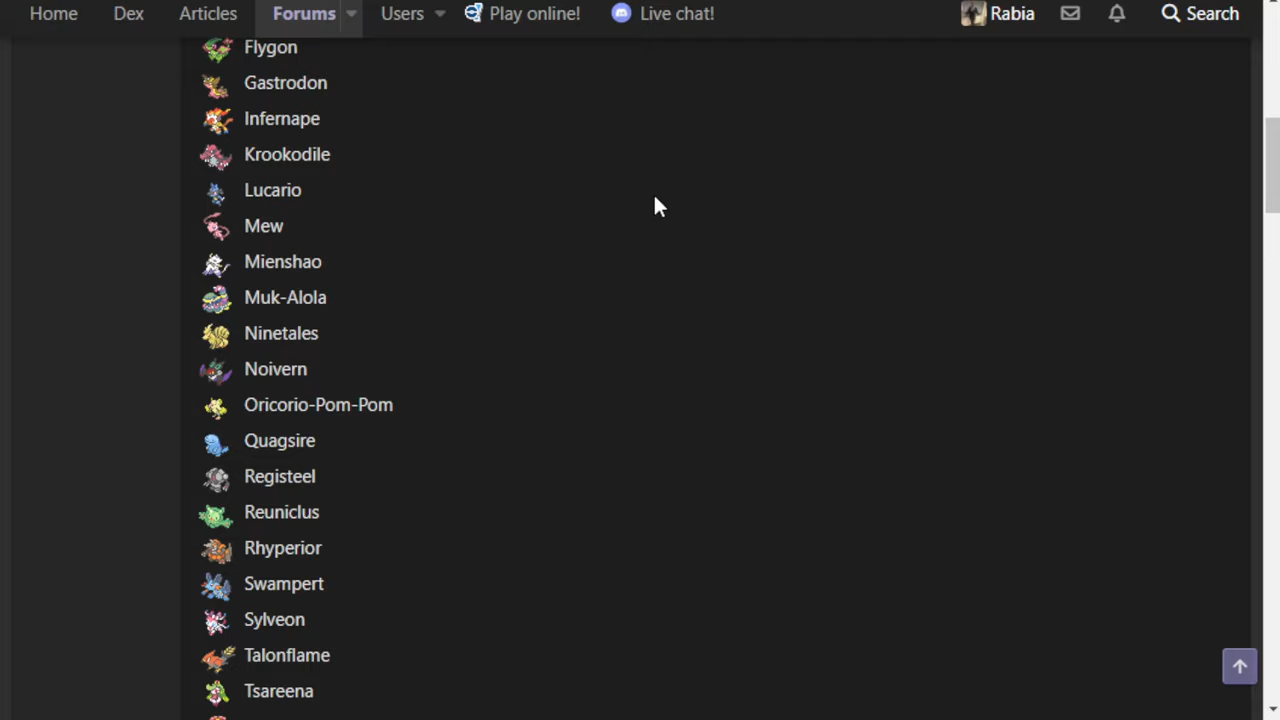 Home Dex Articles Forums Users Play online! Live chat! Rabia Search
Flygon
Gastrodon
Infernape
Krookodile
Lucario
Mew
Mienshao
Muk-Alola
Ninetales
Noivern
Oricorio-Pom-Pom
Quagsire
Registeel
Reuniclus
Rhyperior
Swampert
Sylveon
Talonflame
Tsareena